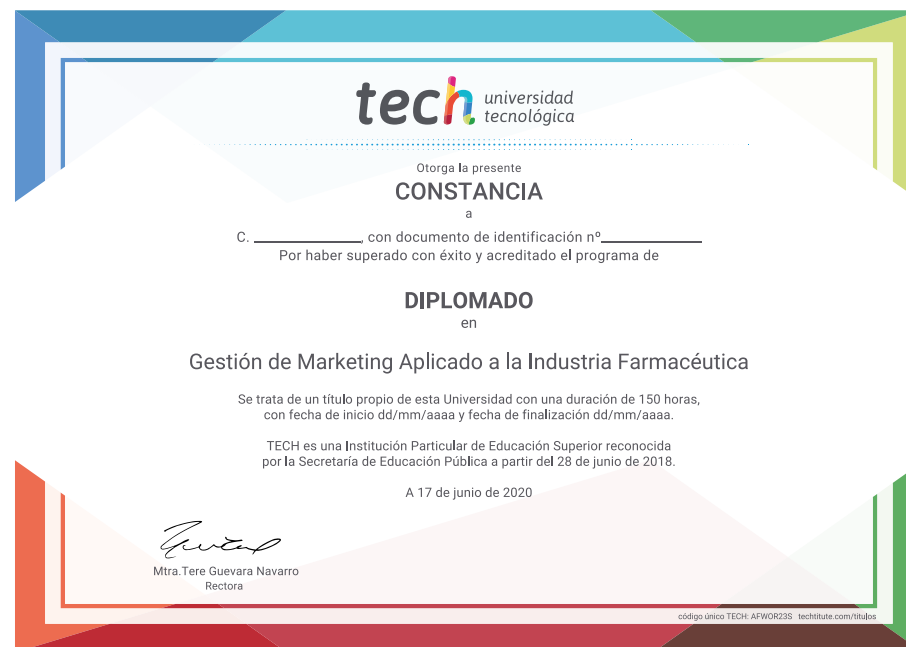 tech universidad
tecnológica
Otorga la presente
CONSTANCIA
a
C. ____________, con documento de identificación nº____________
Por haber superado con éxito y acreditado el programa de
DIPLOMADO
en
Gestión de Marketing Aplicado a la Industria Farmacéutica
Se trata de un título propio de esta Universidad con una duración de 150 horas,
con fecha de inicio dd/mm/aaaa y fecha de finalización dd/mm/aaaa.
TECH es una Institución Particular de Educación Superior reconocida
por la Secretaría de Educación Pública a partir del 28 de junio de 2018.
A 17 de junio de 2020
Mtra.Tere Guevara Navarro
Rectora
código único TECH: AFWOR23S techtitute.com/titulos